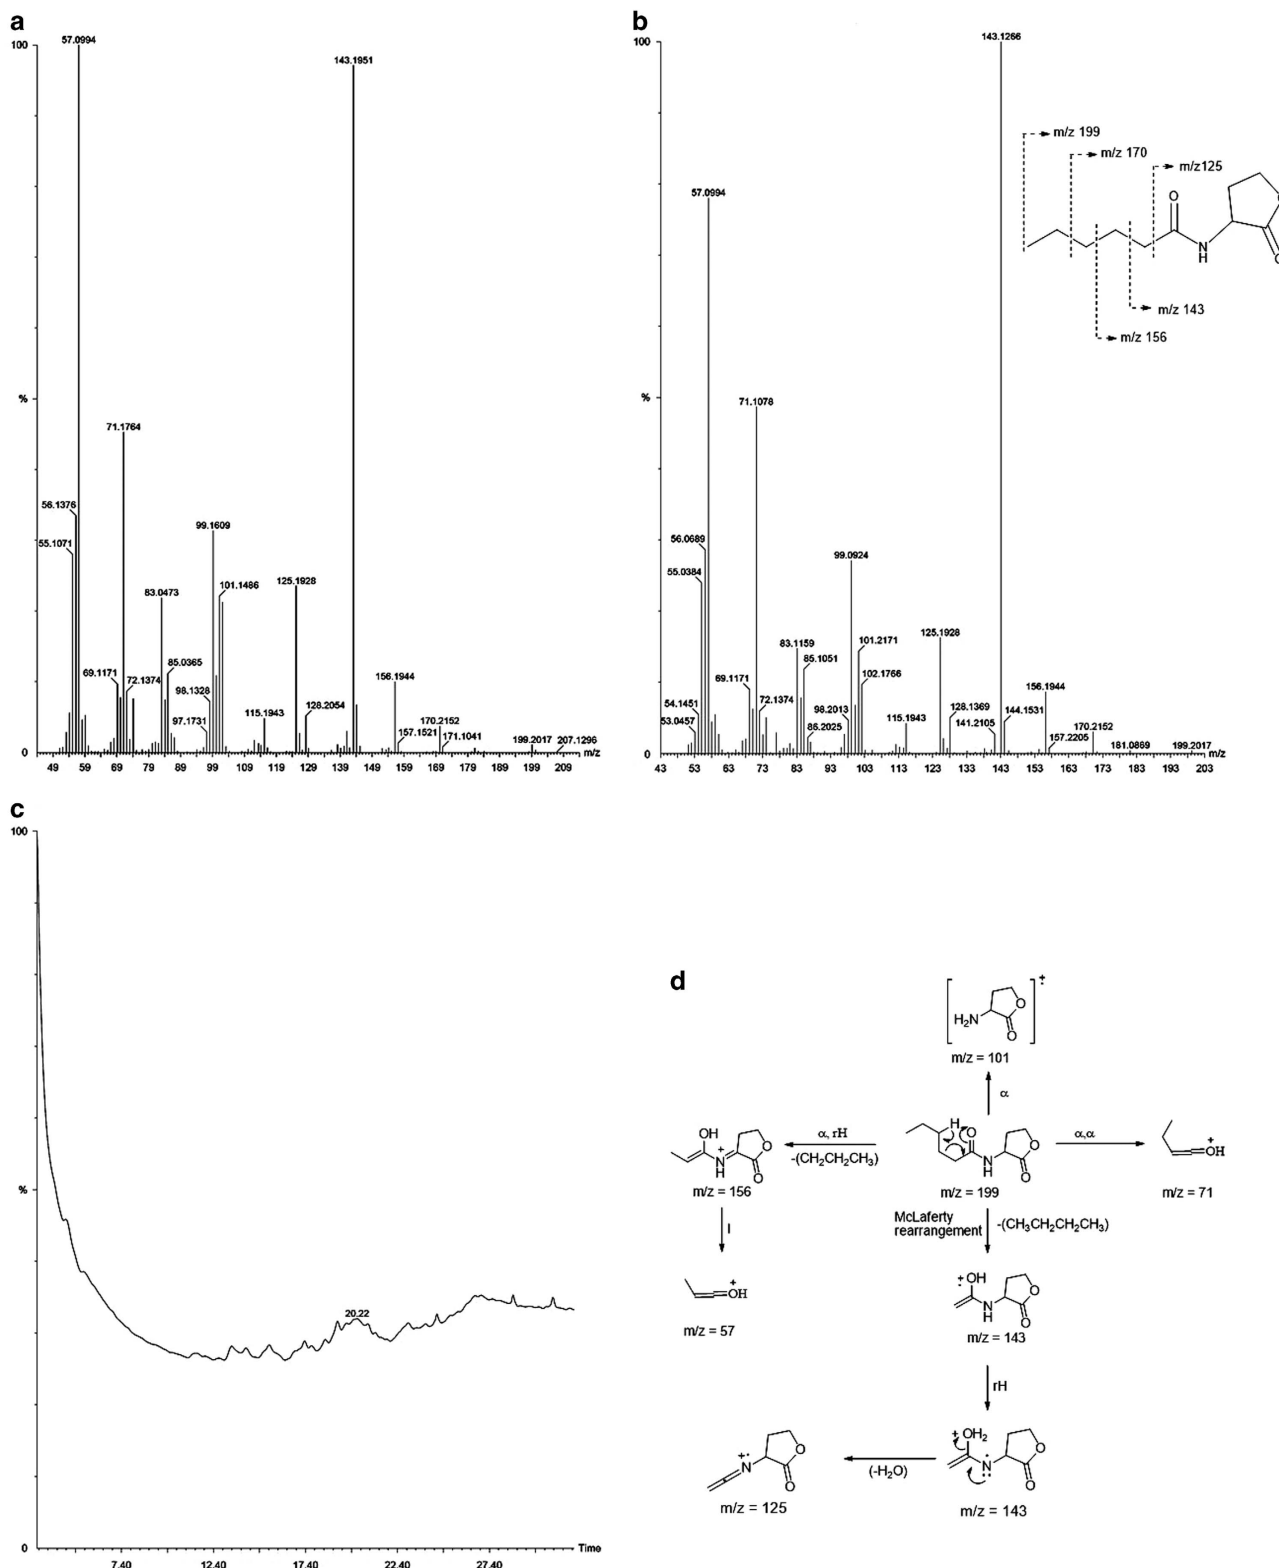 a
100
57.0994
143.1951
%
71.1764
56.1376
55.1071
99.1609
83.0473
101.1486
125.1928
69.1171
85.0365
72.1374
98.1328
97.1731
115.1943
128.2054
156.1944
157.1521
170.2152
171.1041
199.2017
207.1296
0
m/z
49 59 69 79 89 99 109 119 129 139 149 159 169 179 189 199 209
b
100
143.1266
m/z 199
m/z 170
m/z125
57.0994
O
N
H
O
m/z 143
m/z 156
%
71.1078
56.0689
55.0384
99.0924
83.1159
85.1051
101.2171
102.1766
125.1928
69.1171
72.1374
54.1451
53.0457
98.2013
86.2025
115.1943
128.1369
141.2105
144.1531
156.1944
157.2205
170.2152
181.0869
199.2017
0
m/z
43 53 63 73 83 93 103 113 123 133 143 153 163 173 183 193 203
c
100
%
20.22
0
Time
7.40 12.40 17.40 22.40 27.40
d
H₂N
O
O
+
m/z = 101
α
OH
+
N
H
O
O
m/z = 156
α, rH
-(CH₂CH₂CH₃)
H
O
N
H
O
O
m/z = 199
α,α
+
OH
m/z = 71
I
McLaferty
rearrangement
-(CH₃CH₂CH₂CH₃)
+
OH
m/z = 57
OH
N
H
O
O
m/z = 143
rH
N
O
O
m/z = 125
(-H₂O)
+
OH₂
N
O
O
m/z = 143